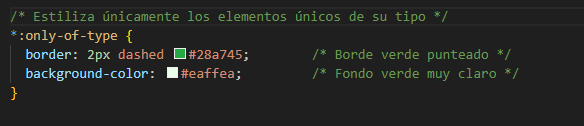 /* Estiliza únicamente los elementos únicos de su tipo */
*:only-of-type {
  border: 2px dashed #28a745;        /* Borde verde punteado */
  background-color: #eaffea;         /* Fondo verde muy claro */
}